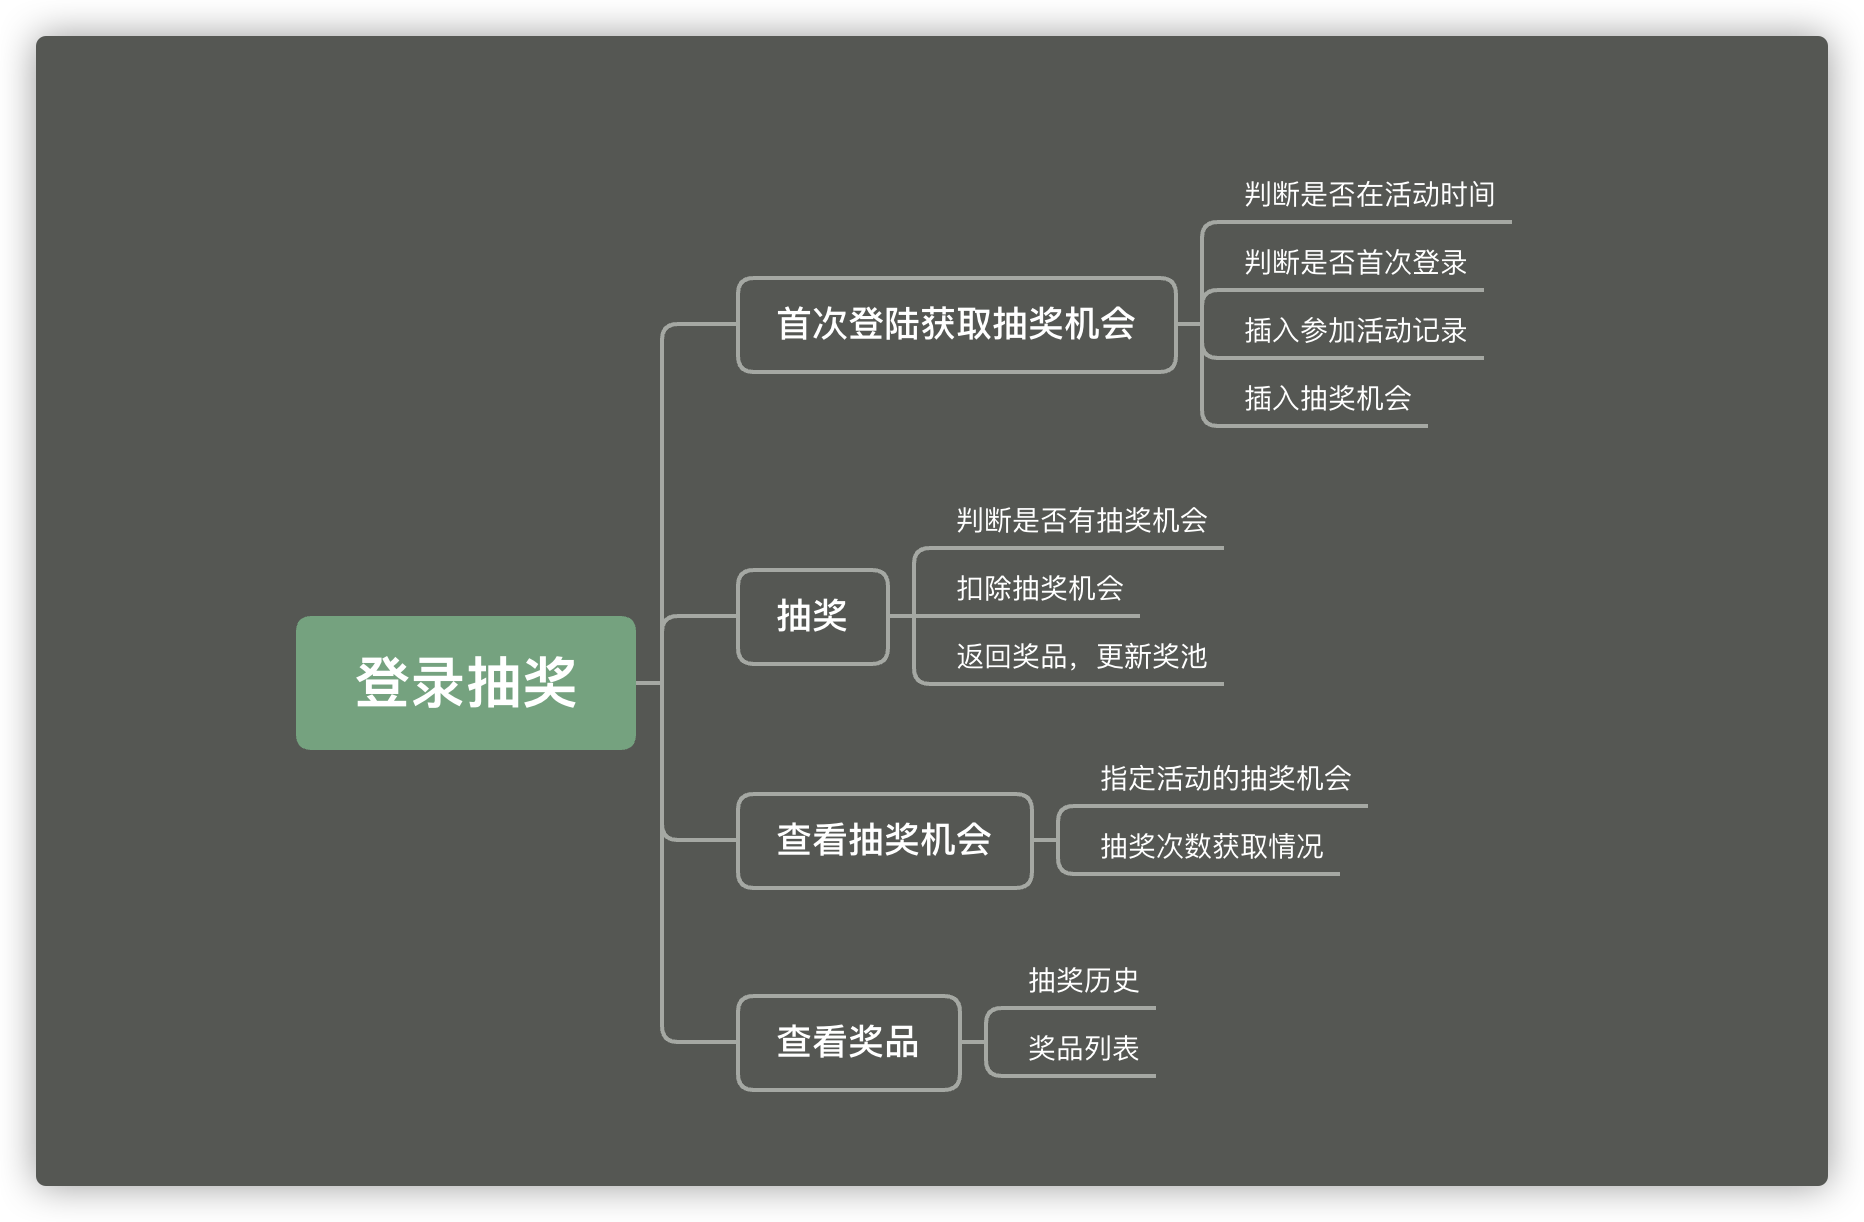 登录抽奖
首次登陆获取抽奖机会
判断是否在活动时间
判断是否首次登录
插入参加活动记录
插入抽奖机会
抽奖
判断是否有抽奖机会
扣除抽奖机会
返回奖品，更新奖池
查看抽奖机会
指定活动的抽奖机会
抽奖次数获取情况
查看奖品
抽奖历史
奖品列表